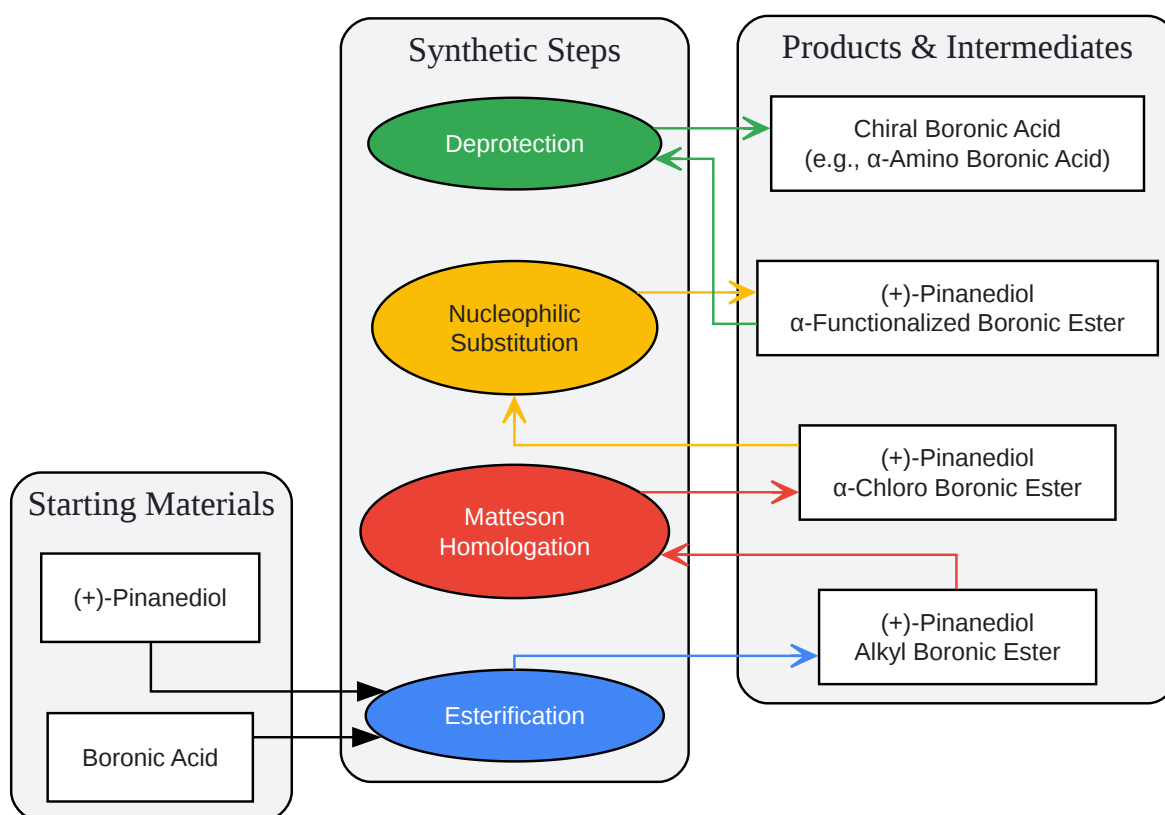 Synthetic Steps
Products & Intermediates
Deprotection
Chiral Boronic Acid
(e.g., α-Amino Boronic Acid)
Nucleophilic
Substitution
(+)-Pinanediol
α-Functionalized Boronic Ester
(+)-Pinanediol
α-Chloro Boronic Ester
Starting Materials
Matteson
Homologation
(+)-Pinanediol
(+)-Pinanediol
Alkyl Boronic Ester
Boronic Acid
Esterification